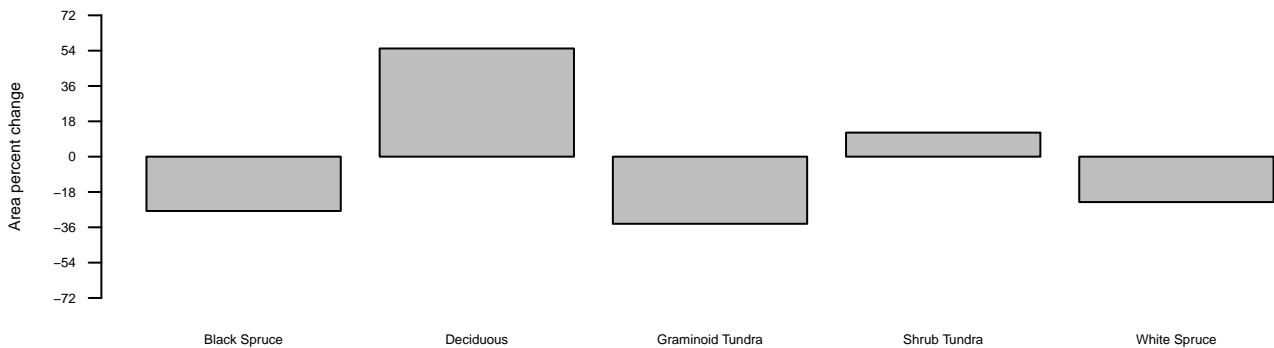 Area percent change
72
54
36
18
0
−18
−36
−54
−72
Black Spruce
Deciduous
Graminoid Tundra
Shrub Tundra
White Spruce